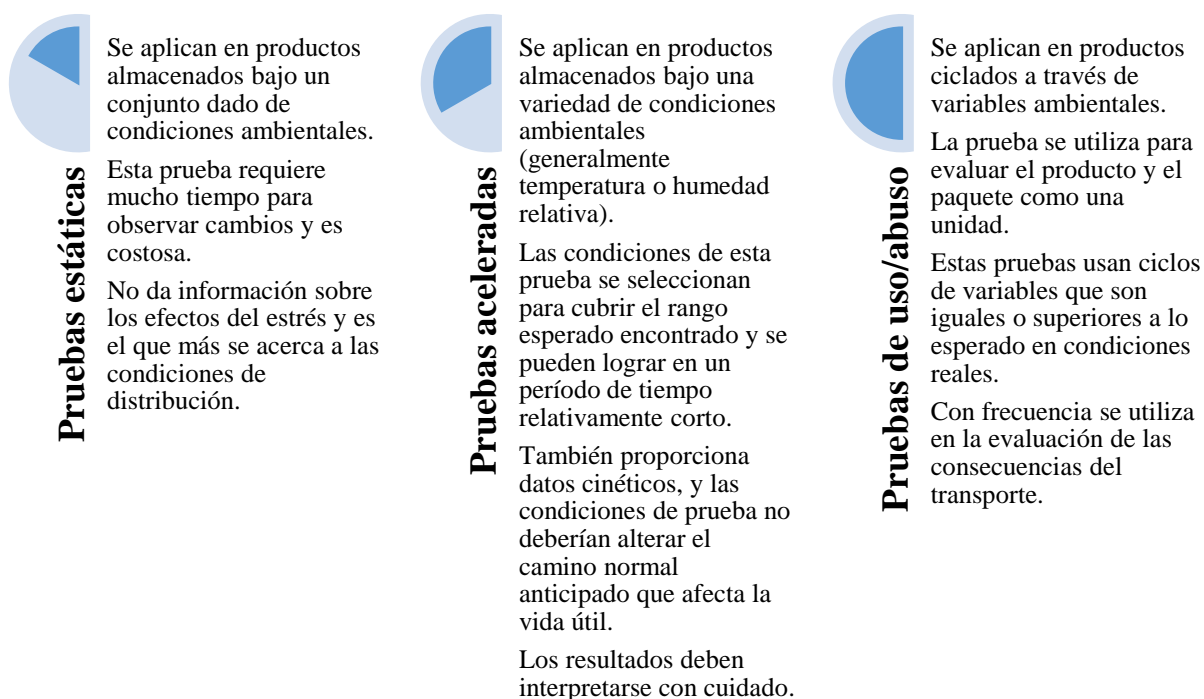 Pruebas estáticas
Se aplican en productos
almacenados bajo un
conjunto dado de
condiciones ambientales.
Esta prueba requiere
mucho tiempo para
observar cambios y es
costosa.
No da información sobre
los efectos del estrés y es
el que más se acerca a las
condiciones de
distribución.
Pruebas aceleradas
Se aplican en productos
almacenados bajo una
variedad de condiciones
ambientales
(generalmente
temperatura o humedad
relativa).
Las condiciones de esta
prueba se seleccionan
para cubrir el rango
esperado encontrado y se
pueden lograr en un
período de tiempo
relativamente corto.
También proporciona
datos cinéticos, y las
condiciones de prueba no
deberían alterar el
camino normal
anticipado que afecta la
vida útil.
Los resultados deben
interpretarse con cuidado.
Pruebas de uso/abuso
Se aplican en productos
ciclados a través de
variables ambientales.
La prueba se utiliza para
evaluar el producto y el
paquete como una
unidad.
Estas pruebas usan ciclos
de variables que son
iguales o superiores a lo
esperado en condiciones
reales.
Con frecuencia se utiliza
en la evaluación de las
consecuencias del
transporte.